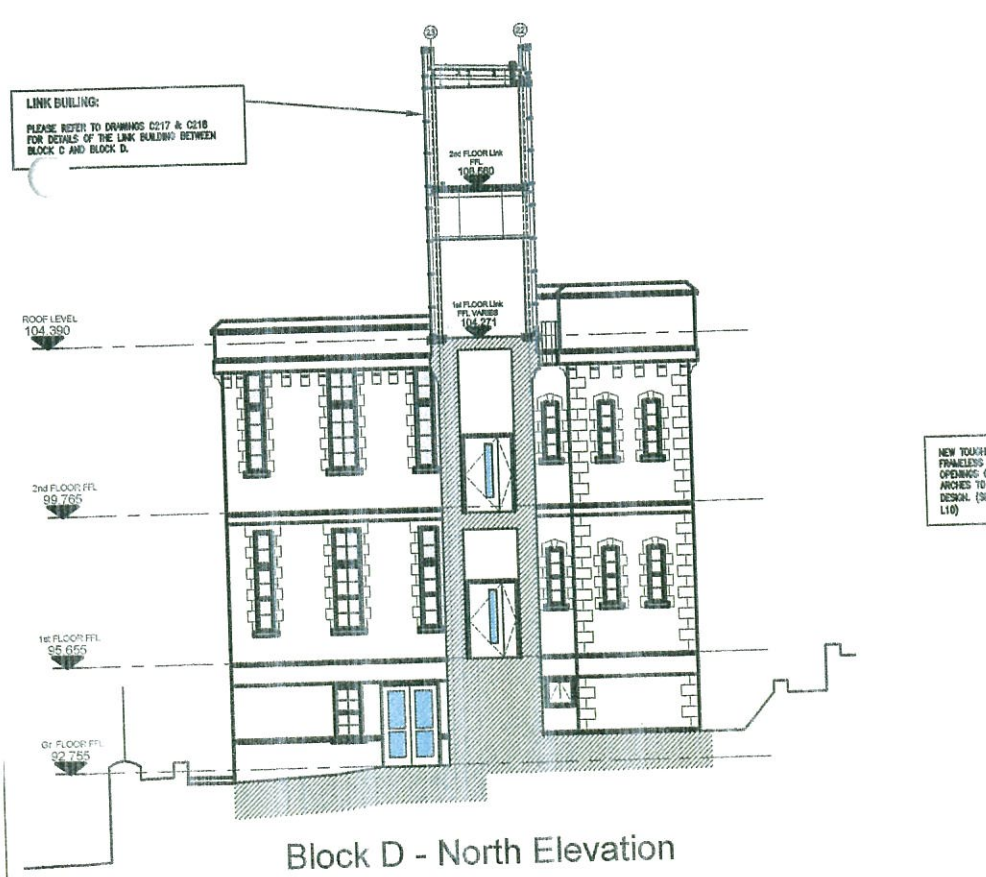 23
22
LINK BUILING:
PLEASE REFER TO DRAWINGS C217 & C218
FOR DETAILS OF THE LINK BUILDING BETWEEN
BLOCK C AND BLOCK D.
2nd FLOOR Link
FFL
1st FLOOR Link
FFL VARIES
104.271
ROOF LEVEL
104.390
2nd FLOOR FFL
99.765
1st FLOOR FFL
95.655
Gr. FLOOR FFL
92.755
NEW
FRAMELESS
OPENINGS
ARCHES TO
DESIGN.
L10)
Block D - North Elevation